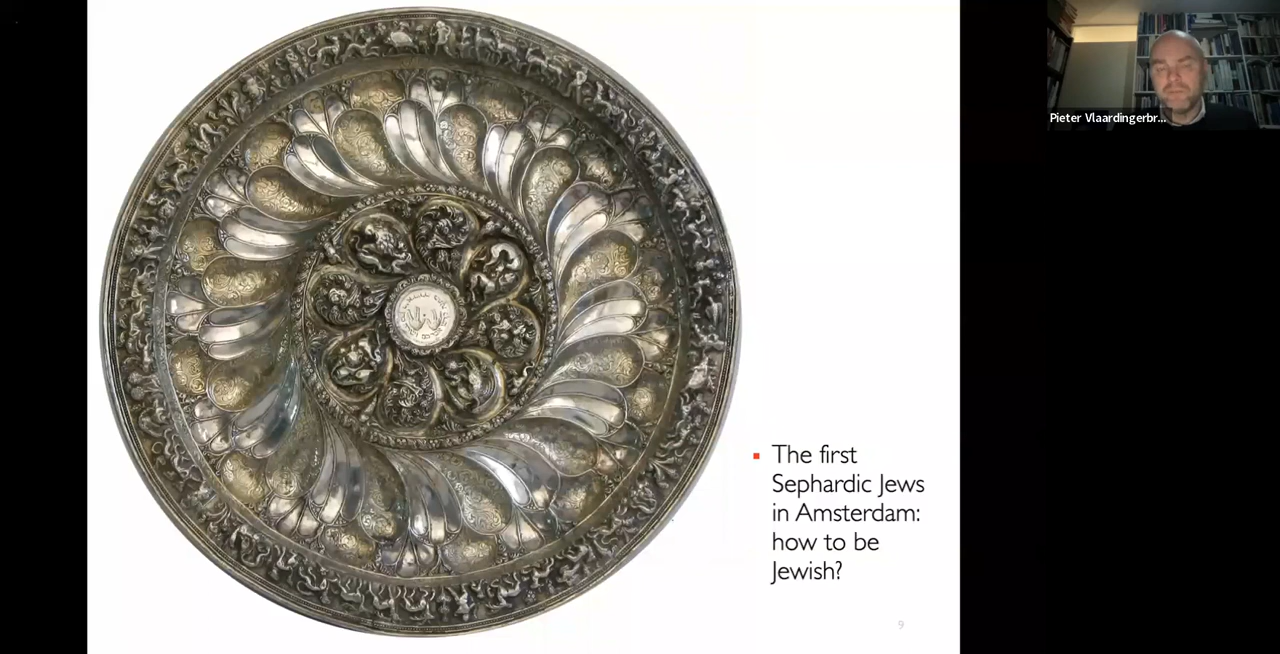 Pieter Vlaardingerbr...
The first
Sephardic Jews
in Amsterdam:
how to be
Jewish?
9